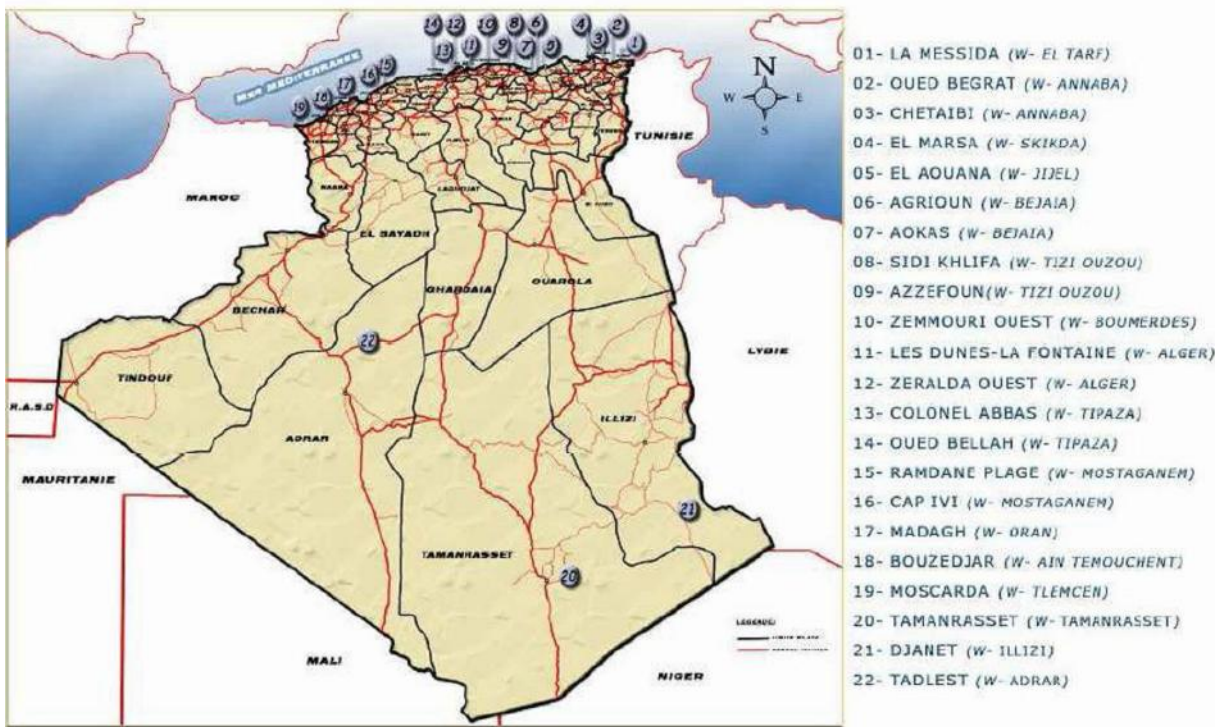 14 12 10 8 6 4 2
13 11 9 7 3 1
MER MEDITERRANEE
19 18 17 16 15
N
W E
S
TUNISIE
MAROC
NAAMA
LAGHOUAT
EL OUED
EL BAYADH
GHARDAIA
OUARGLA
BECHAR
22
LYBIE
TINDOUF
R.A.S.D
ILLIZI
ADRAR
MAURITANIE
21
TAMANRASSET
20
MALI
NIGER
01- LA MESSIDA (W- EL TARF)
02- OUED BEGRAT (W- ANNABA)
03- CHETAIBI (W- ANNABA)
04- EL MARSA (W- SKIKDA)
05- EL AOUANA (W- JIJEL)
06- AGRIOUN (W- BEJAIA)
07- AOKAS (W- BEJAIA)
08- SIDI KHLIFA (W- TIZI OUZOU)
09- AZZEFOUN(W- TIZI OUZOU)
10- ZEMMOURI OUEST (W- BOUMERDES)
11- LES DUNES-LA FONTAINE (W- ALGER)
12- ZERALDA OUEST (W- ALGER)
13- COLONEL ABBAS (W- TIPAZA)
14- OUED BELLAH (W- TIPAZA)
15- RAMDANE PLAGE (W- MOSTAGANEM)
16- CAP IVI (W- MOSTAGANEM)
17- MADAGH (W- ORAN)
18- BOUZEDJAR (W- AIN TEMOUCHENT)
19- MOSCARDA (W- TLEMCEN)
20- TAMANRASSET (W- TAMANRASSET)
21- DJANET (W- ILLIZI)
22- TADLEST (W- ADRAR)